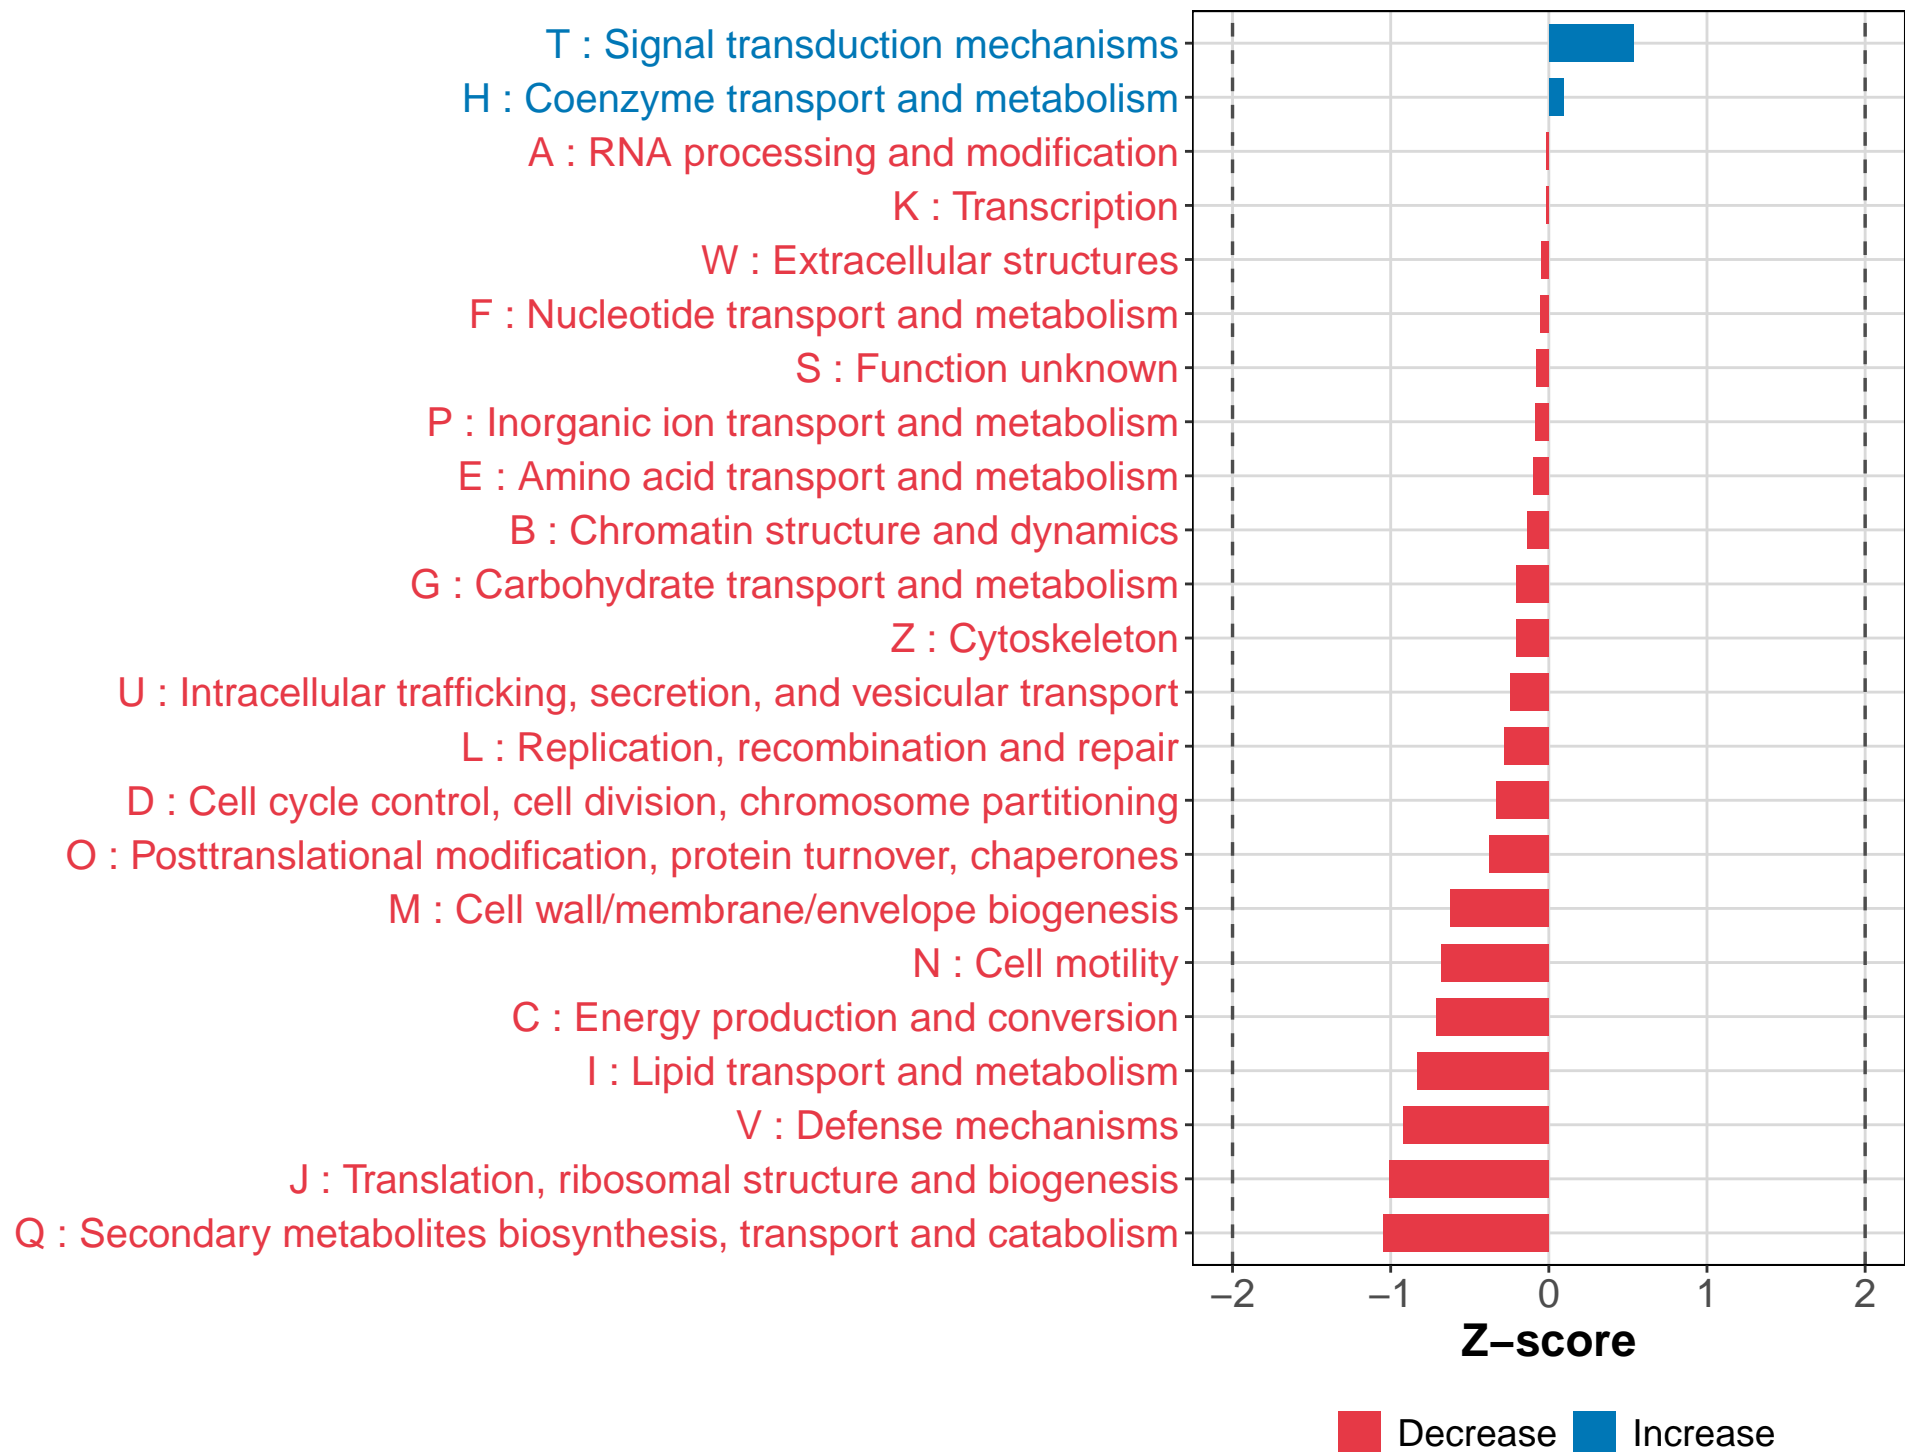 T : Signal transduction mechanisms
H : Coenzyme transport and metabolism
A : RNA processing and modification
K : Transcription
W : Extracellular structures
F : Nucleotide transport and metabolism
S : Function unknown
P : Inorganic ion transport and metabolism
E : Amino acid transport and metabolism
B : Chromatin structure and dynamics
G : Carbohydrate transport and metabolism
Z : Cytoskeleton
U : Intracellular trafficking, secretion, and vesicular transport
L : Replication, recombination and repair
D : Cell cycle control, cell division, chromosome partitioning
O : Posttranslational modification, protein turnover, chaperones
M : Cell wall/membrane/envelope biogenesis
N : Cell motility
C : Energy production and conversion
I : Lipid transport and metabolism
V : Defense mechanisms
J : Translation, ribosomal structure and biogenesis
Q : Secondary metabolites biosynthesis, transport and catabolism
−2 −1 0 1 2
Z−score
Decrease Increase